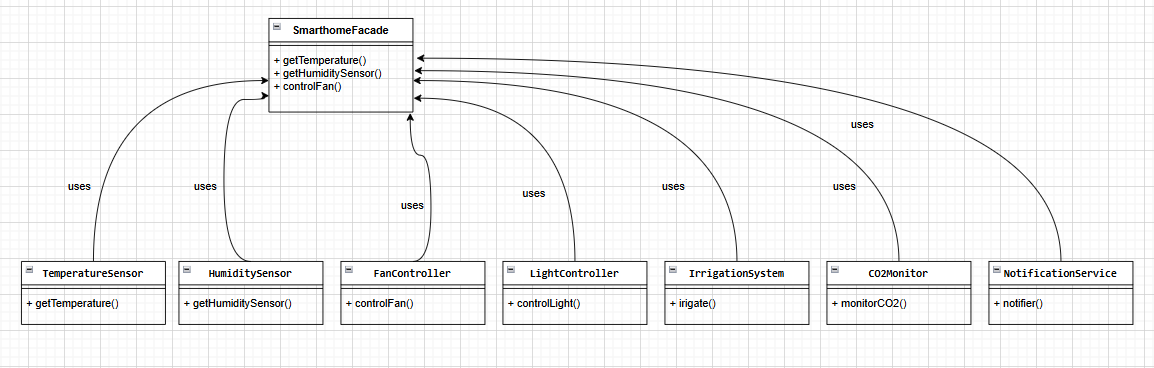 SmarthomeFacade
+ getTemperature()
+ getHumiditySensor()
+ controlFan()
uses
uses
uses
uses
uses
uses
uses
TemperatureSensor
+ getTemperature()
HumiditySensor
+ getHumiditySensor()
FanController
+ controlFan()
LightController
+ controlLight()
IrrigationSystem
+ irigate()
CO2Monitor
+ monitorCO2()
NotificationService
+ notifier()